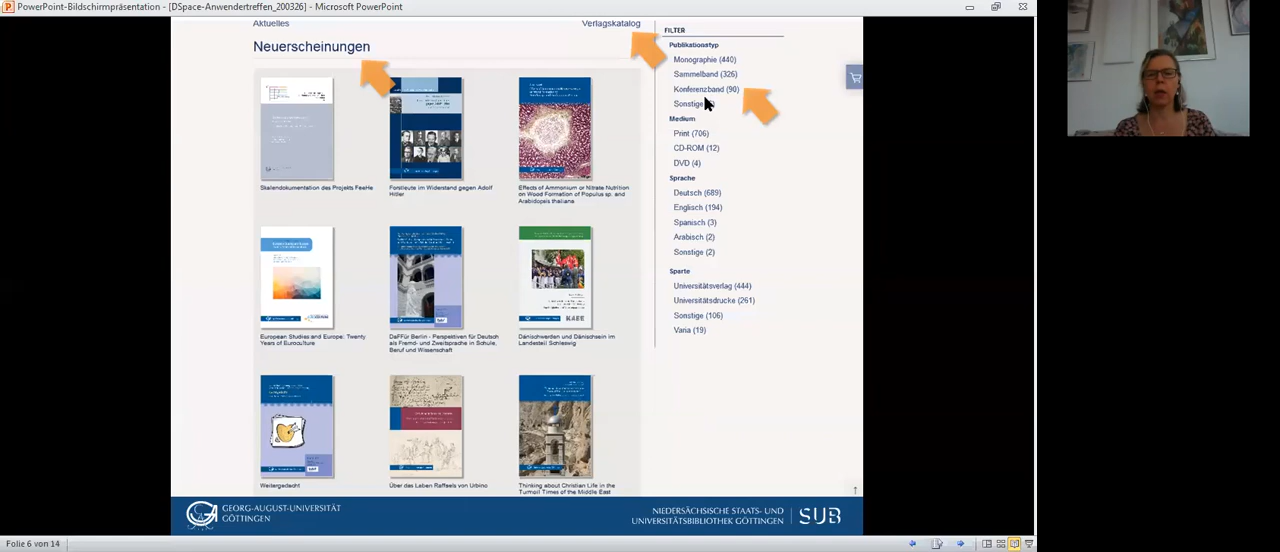 PowerPoint-Bildschirmpräsentation - [DSpace-Anwendertreffen_200326] - Microsoft PowerPoint
Aktuelles
Verlagskatalog
Neuerscheinungen
Skalendokumentation des Projekts FeeHe
Forstleute im Widerstand gegen Adolf
Hitler
Effects of Ammonium or Nitrate Nutrition
on Wood Formation of Populus sp. and
Arabidopsis thaliana
European Studies and Europe: Twenty
Years of Euroculture
DaFFür Berlin - Perspektiven für Deutsch
als Fremd- und Zweitsprache in Schule,
Beruf und Wissenschaft
KAEE
Dänischwerden und Dänischsein im
Landesteil Schleswig
Weitergedacht
Über das Leben Raffaels von Urbino
Thinking about Christian Life in the
Turmoil Times of the Middle East
FILTER
Publikationstyp
Monographie (440)
Sammelband (326)
Konferenzband (90)
Sonstige
Medium
Print (706)
CD-ROM (12)
DVD (4)
Sprache
Deutsch (689)
Englisch (194)
Spanisch (3)
Arabisch (2)
Sonstige (2)
Sparte
Universitätsverlag (444)
Universitätsdrucke (261)
Sonstige (106)
Varia (19)
GEORG-AUGUST-UNIVERSITÄT
GÖTTINGEN
NIEDERSÄCHSISCHE STAATS- UND
UNIVERSITÄTSBIBLIOTHEK GÖTTINGEN
SUB
Folie 6 von 14